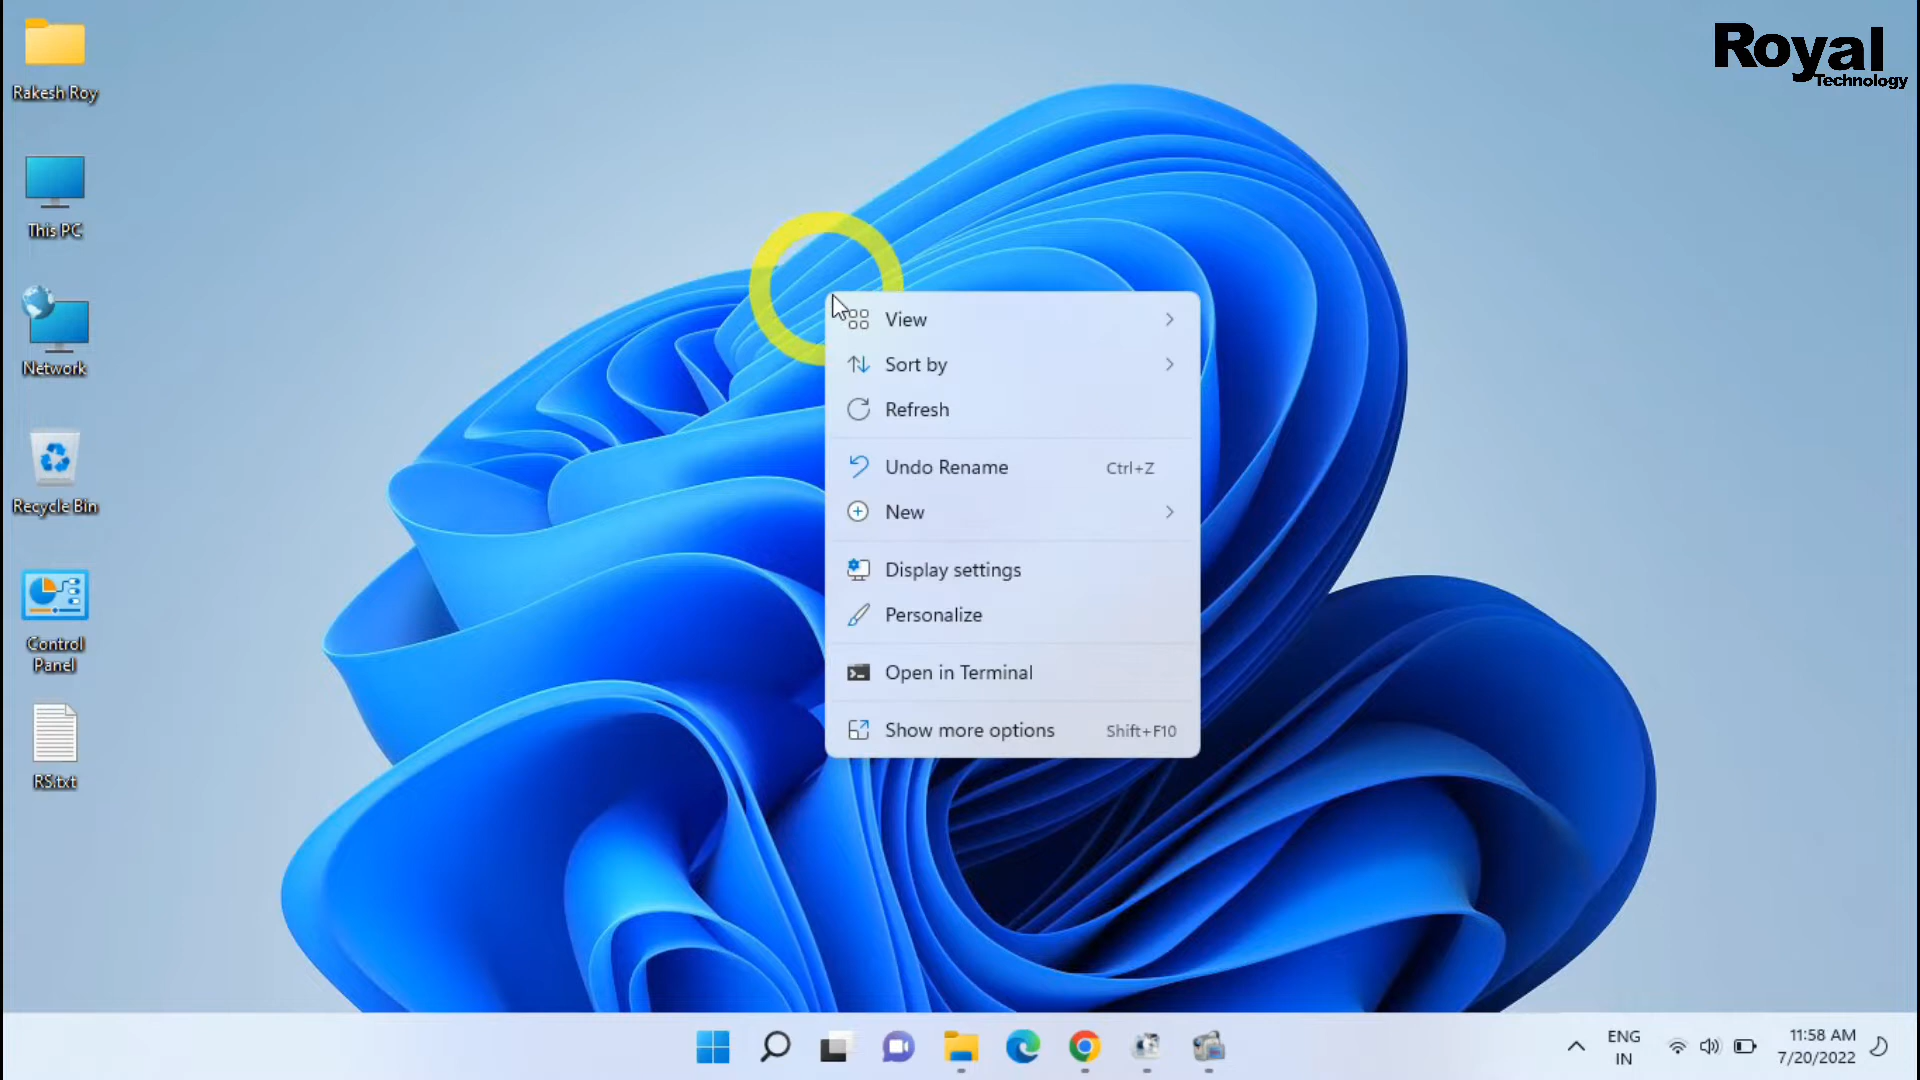 Royal
Technology
Rakesh Roy
This PC
Network
Recycle Bin
Control
Panel
RS.txt
View
Sort by
Refresh
Undo Rename Ctrl+Z
New
Display settings
Personalize
Open in Terminal
Show more options Shift+F10
ENG
IN
11:58 AM
7/20/2022